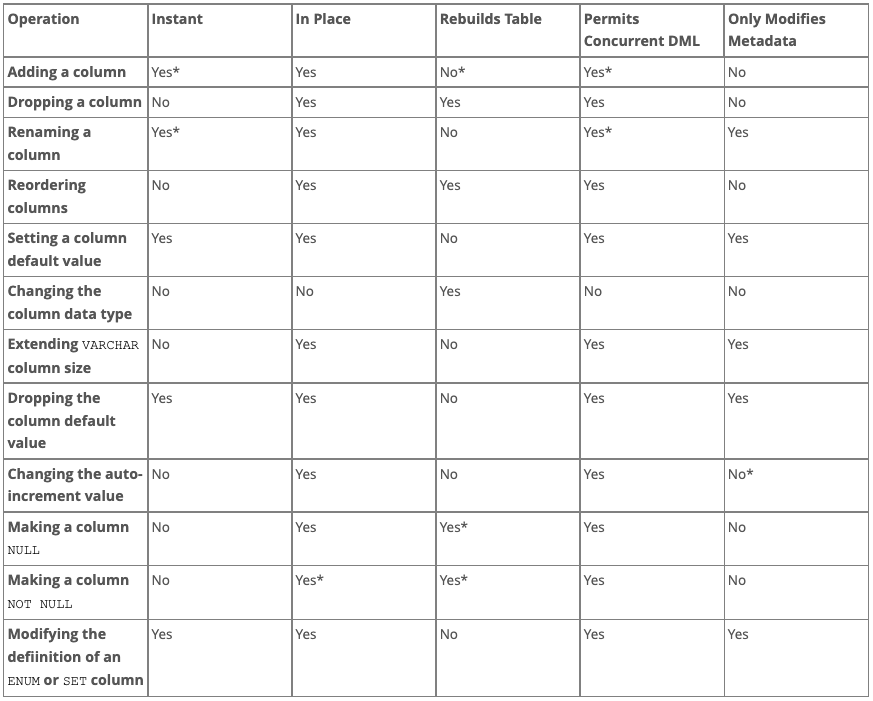 Operation Instant In Place Rebuilds Table Permits Concurrent DML Only Modifies Metadata
Adding a column Yes* Yes No* Yes* No
Dropping a column No Yes Yes Yes No
Renaming a column Yes* Yes No Yes* Yes
Reordering columns No Yes Yes Yes No
Setting a column default value Yes Yes No Yes Yes
Changing the column data type No No Yes No No
Extending VARCHAR column size No Yes No Yes Yes
Dropping the column default value Yes Yes No Yes Yes
Changing the auto-increment value No Yes No Yes No*
Making a column NULL No Yes Yes* Yes No
Making a column NOT NULL No Yes* Yes* Yes No
Modifying the defiinition of an ENUM or SET column Yes Yes No Yes Yes